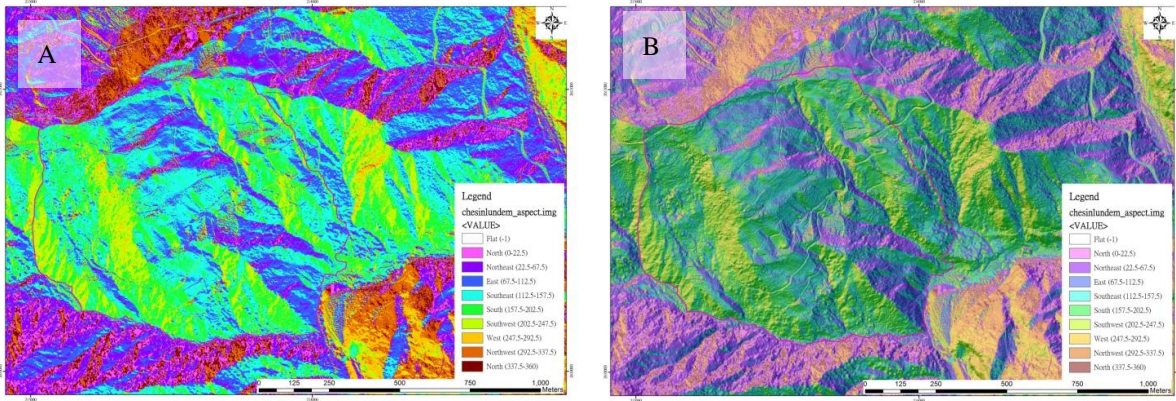 A
Legend
chesinlundem_aspect.img
<VALUE>
Flat (-1)
North (0-22.5)
Northeast (22.5-67.5)
East (67.5-112.5)
Southeast (112.5-157.5)
South (157.5-202.5)
Southwest (202.5-247.5)
West (247.5-292.5)
Northwest (292.5-337.5)
North (337.5-360)
0 125 250 500 750 1,000
Meters
B
Legend
chesinlundem_aspect.img
<VALUE>
Flat (-1)
North (0-22.5)
Northeast (22.5-67.5)
East (67.5-112.5)
Southeast (112.5-157.5)
South (157.5-202.5)
Southwest (202.5-247.5)
West (247.5-292.5)
Northwest (292.5-337.5)
North (337.5-360)
0 125 250 500 750 1,000
Meters